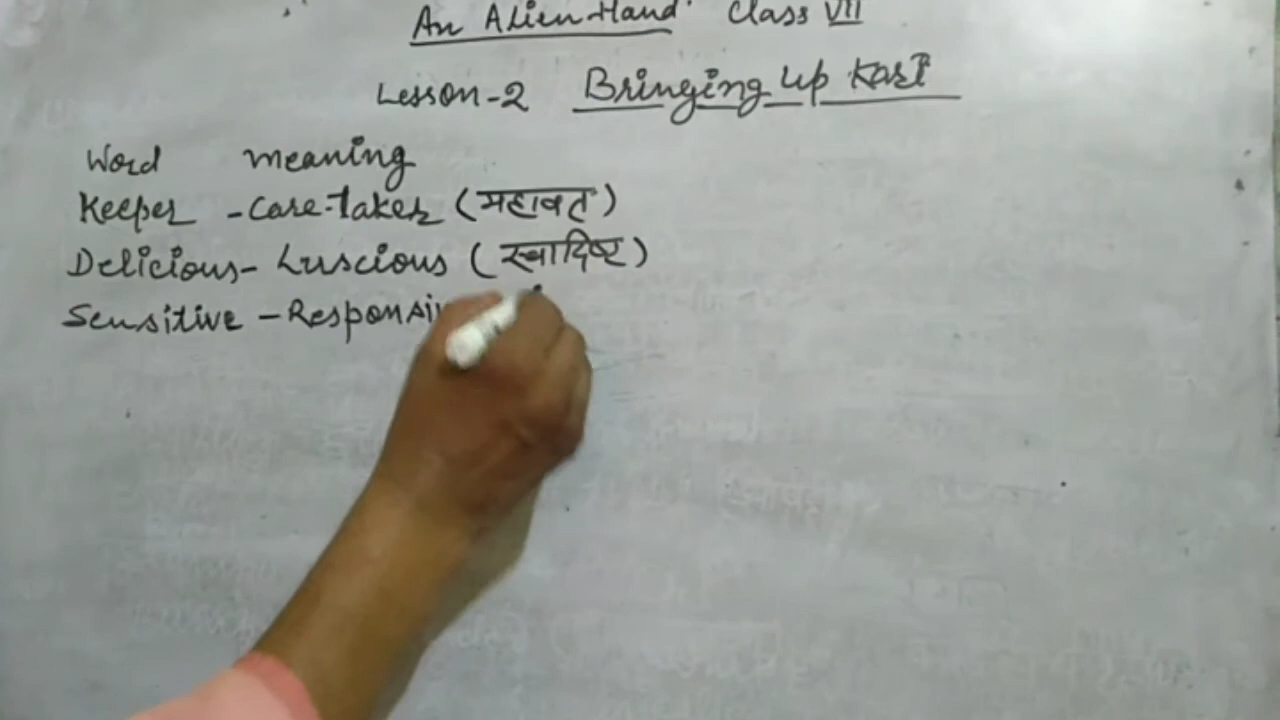 An Alien Hand Class VII
Lesson-2 Bringing Up Kari
Word meaning
Keeper - Care-taker (महावत)
Delicious - Luscious (स्वादिष्ट)
Sensitive - Responsiv